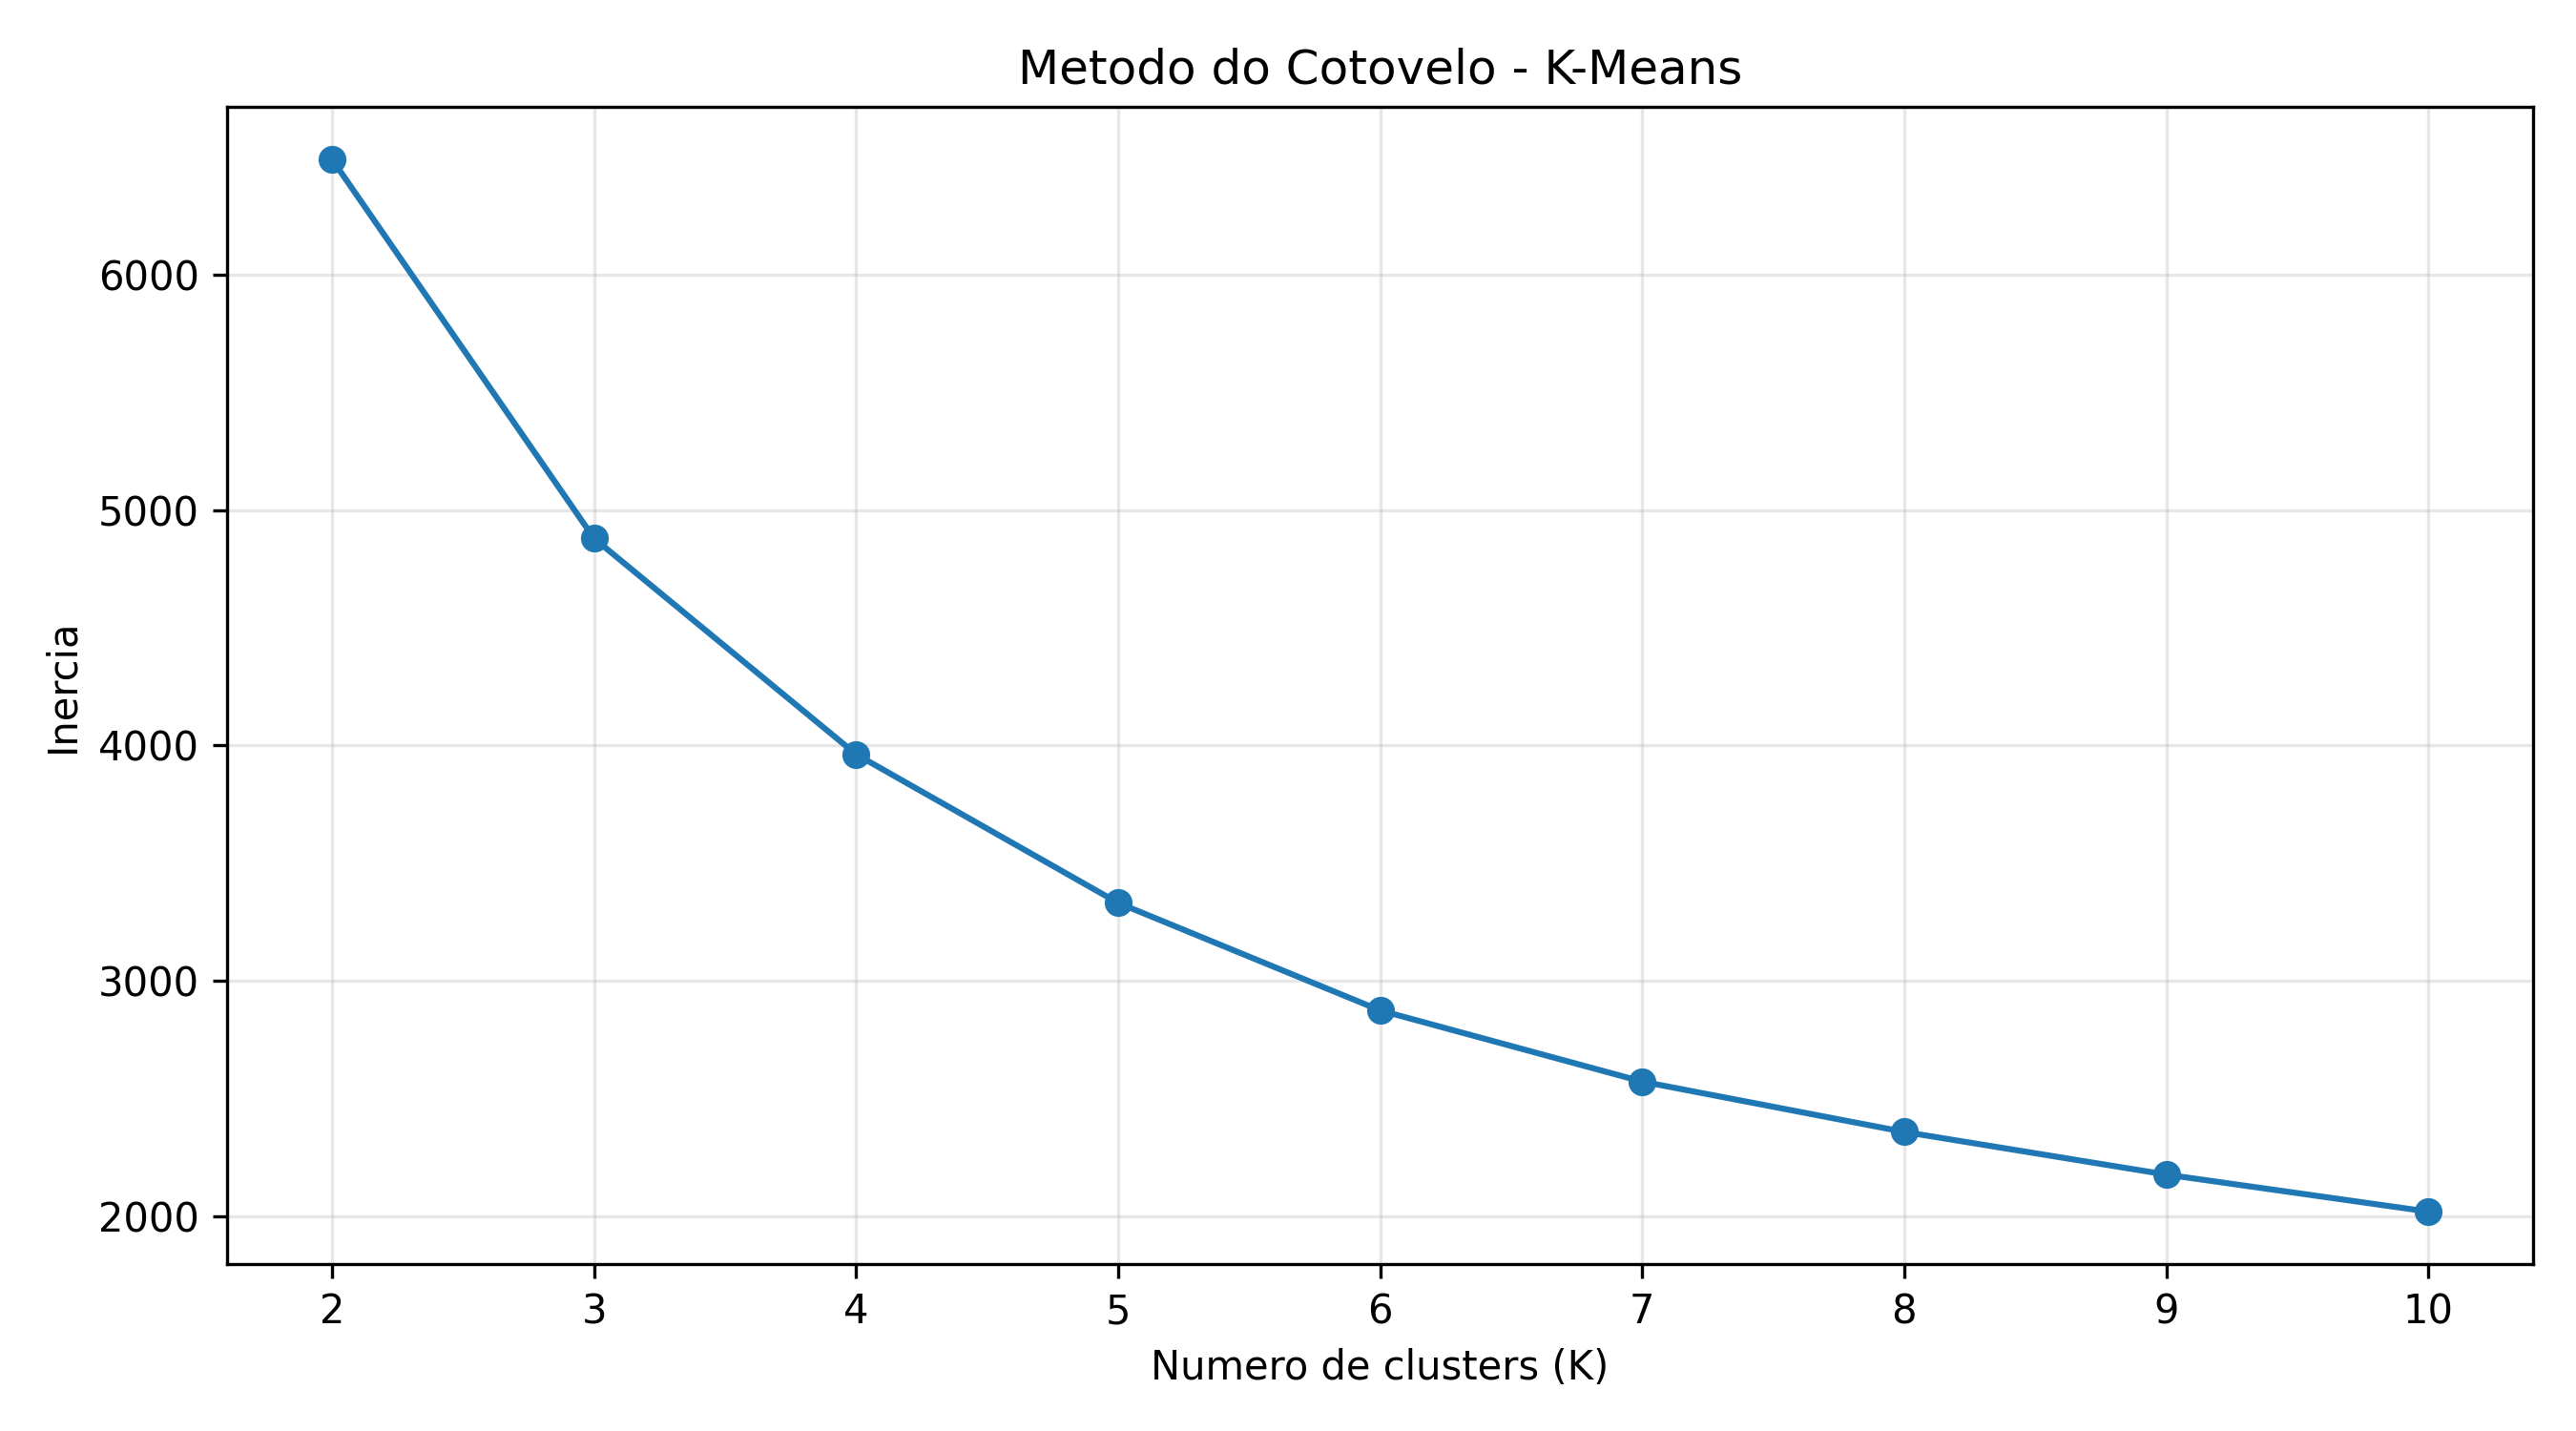 Metodo do Cotovelo - K-Means
Inercia
6000
5000
4000
3000
2000
2 3 4 5 6 7 8 9 10
Numero de clusters (K)